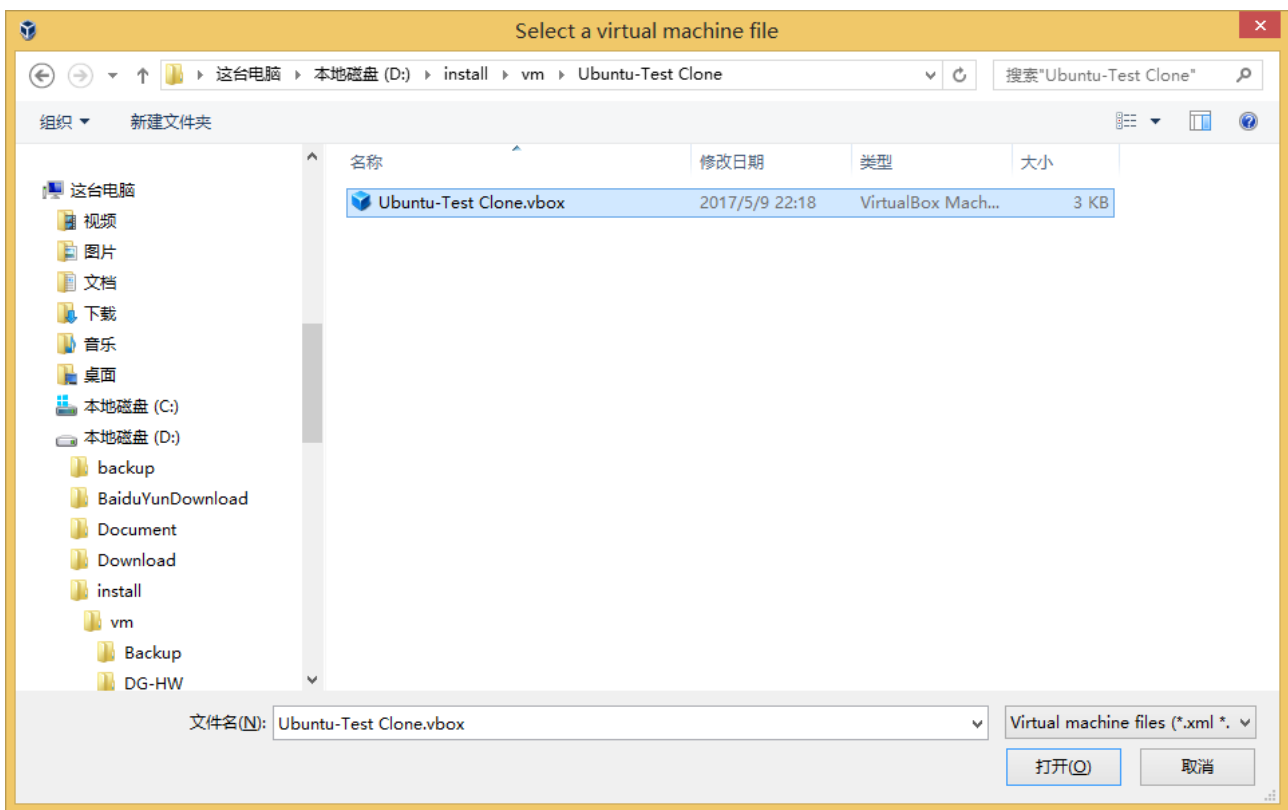 Select a virtual machine file
这台电脑 本地磁盘 (D:) install vm Ubuntu-Test Clone 搜索"Ubuntu-Test Clone"
组织 新建文件夹
名称 修改日期 类型 大小
Ubuntu-Test Clone.vbox 2017/5/9 22:18 VirtualBox Mach... 3 KB
这台电脑
视频
图片
文档
下载
音乐
桌面
本地磁盘 (C:)
本地磁盘 (D:)
backup
BaiduYunDownload
Document
Download
install
vm
Backup
DG-HW
文件名(N): Ubuntu-Test Clone.vbox Virtual machine files (*.xml *.
打开(O) 取消